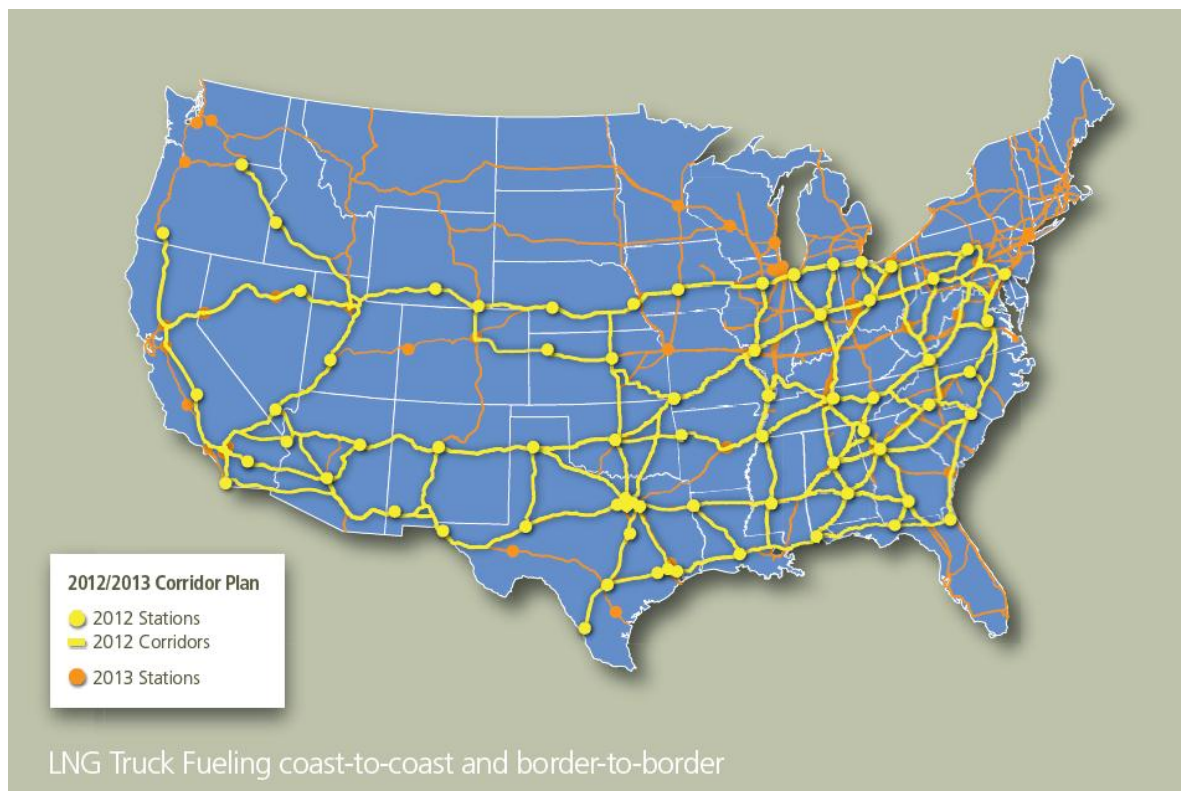 2012/2013 Corridor Plan
2012 Stations
2012 Corridors
2013 Stations
LNG Truck Fueling coast-to-coast and border-to-border